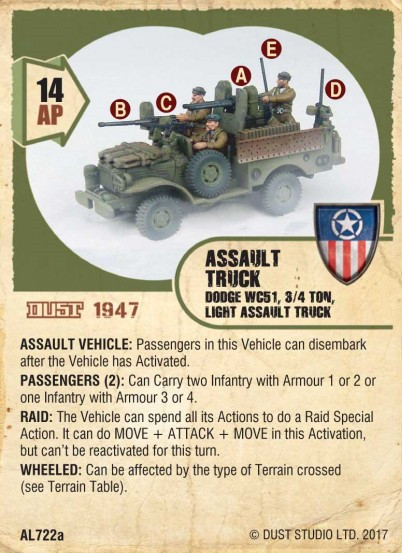 14
AP
E
A
D
C
B
ASSAULT
TRUCK
DODGE WC51, 3/4 TON,
LIGHT ASSAULT TRUCK
DUST 1947
ASSAULT VEHICLE: Passengers in this Vehicle can disembark
after the Vehicle has Activated.
PASSENGERS (2): Can Carry two Infantry with Armour 1 or 2 or
one Infantry with Armour 3 or 4.
RAID: The Vehicle can spend all its Actions to do a Raid Special
Action. It can do MOVE + ATTACK + MOVE in this Activation,
but can't be reactivated for this turn.
WHEELED: Can be affected by the type of Terrain crossed
(see Terrain Table).
AL722a
© DUST STUDIO LTD. 2017